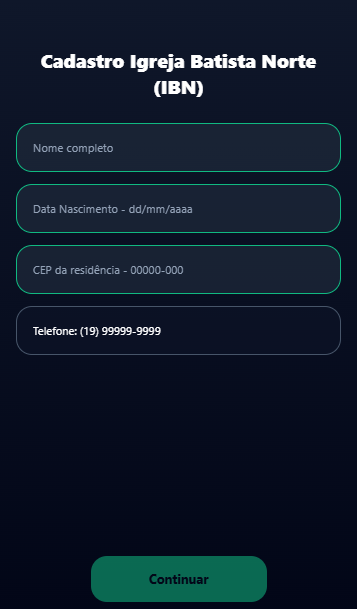 Cadastro Igreja Batista Norte
(IBN)
Nome completo
Data Nascimento - dd/mm/aaaa
CEP da residência - 00000-000
Telefone: (19) 99999-9999
Continuar